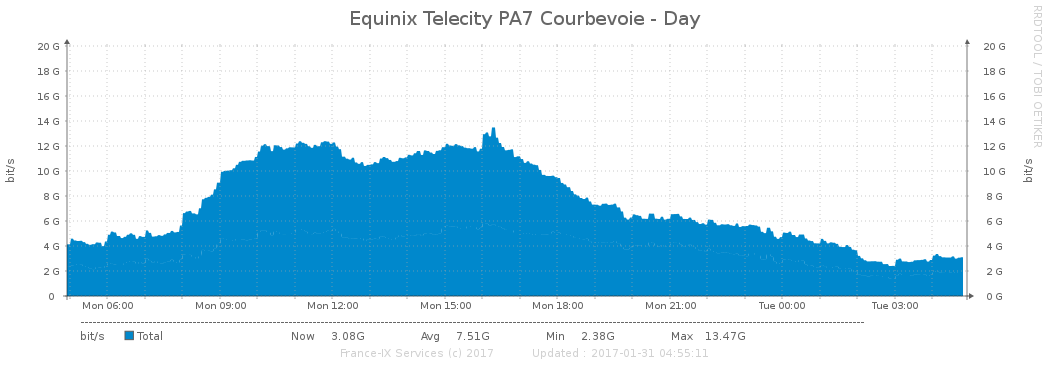 Equinix Telecity PA7 Courbevoie - Day
RRDTOOL / TOBI OETIKER
20 G 20 G
18 G 18 G
16 G 16 G
14 G 14 G
12 G 12 G
10 G 10 G
8 G 8 G
6 G 6 G
4 G 4 G
2 G 2 G
0 0 G
bit/s bit/s
Mon 06:00 Mon 09:00 Mon 12:00 Mon 15:00 Mon 18:00 Mon 21:00 Tue 00:00 Tue 03:00
bit/s Total Now 3.08G Avg 7.51G Min 2.38G Max 13.47G
France-IX Services (c) 2017 Updated : 2017-01-31 04:55:11